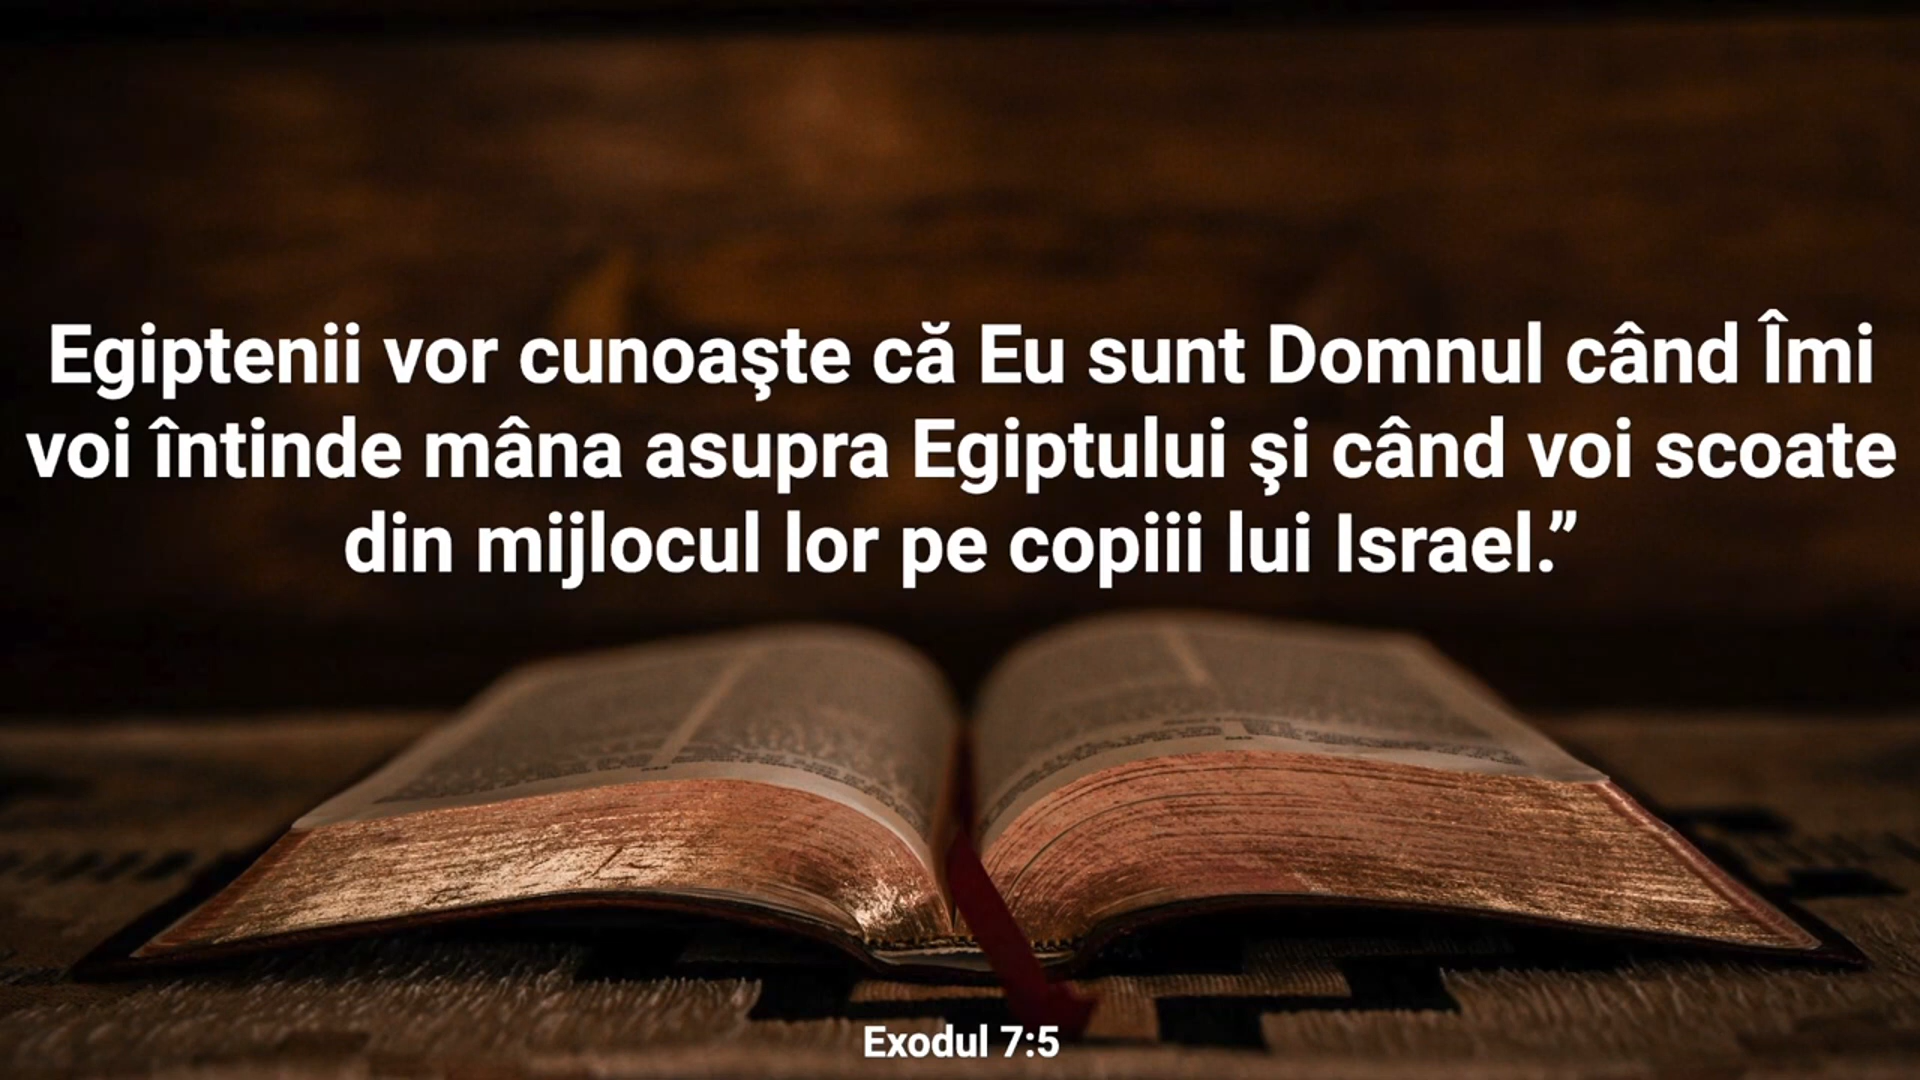 Egiptenii vor cunoaşte că Eu sunt Domnul când Îmi
voi întinde mâna asupra Egiptului şi când voi scoate
din mijlocul lor pe copiii lui Israel.”
Exodul 7:5